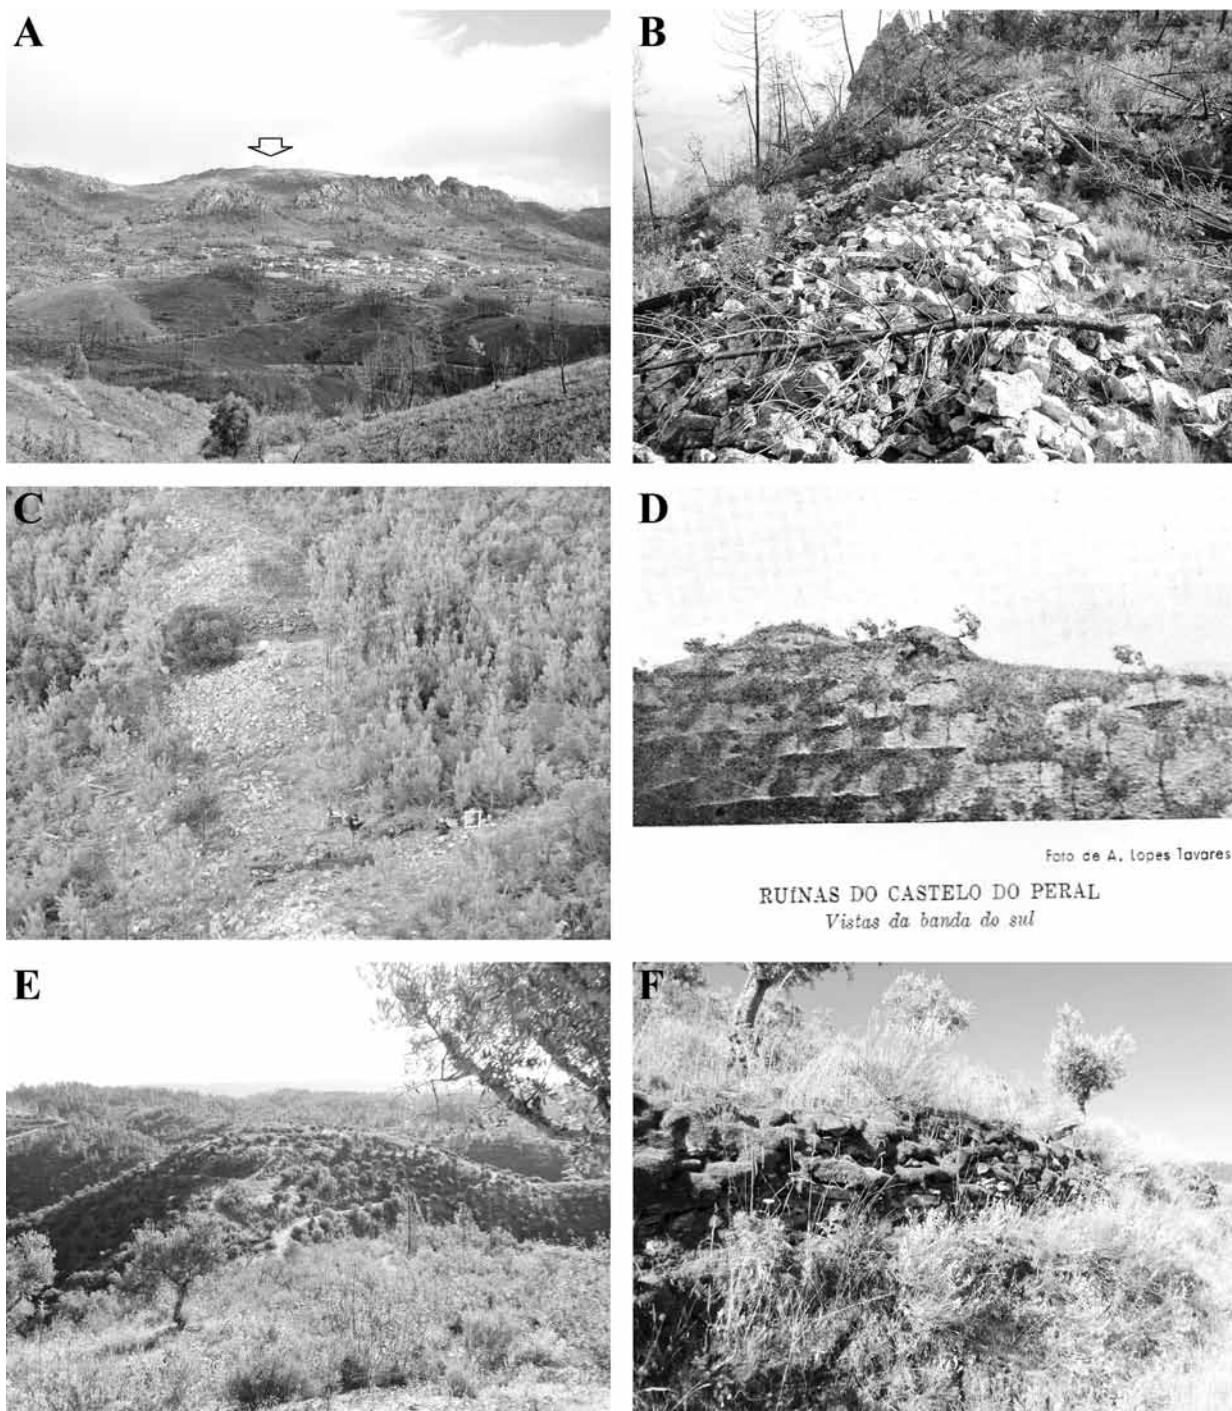 A
B
C
D
Foto de A. Lopes Tavares
RUÍNAS DO CASTELO DO PERAL
Vistas da banda do sul
E
F